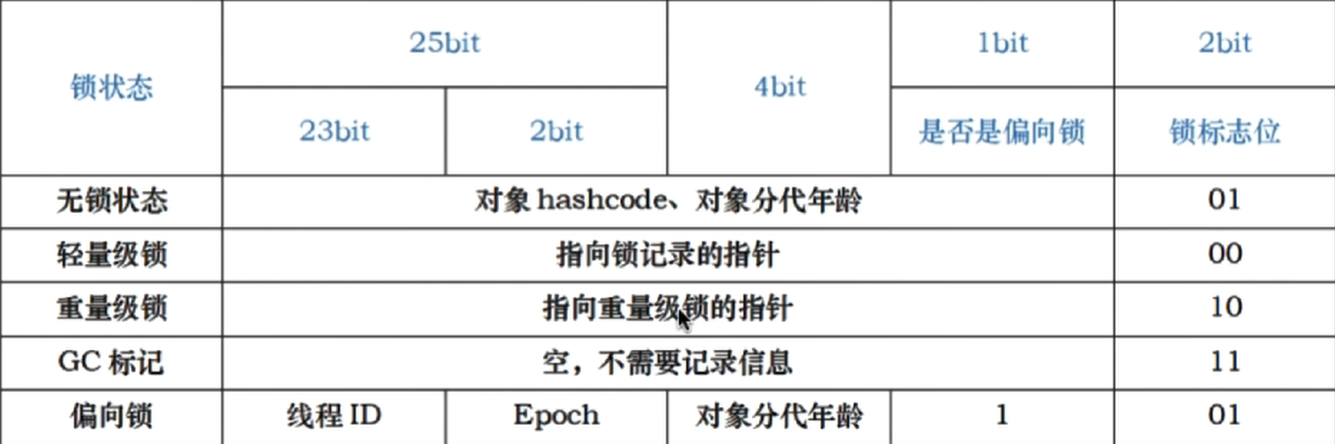 锁状态 25bit 4bit 1bit 2bit
23bit 2bit 是否是偏向锁 锁标志位
无锁状态 对象 hashcode、对象分代年龄 01
轻量级锁 指向锁记录的指针 00
重量级锁 指向重量级锁的指针 10
GC 标记 空，不需要记录信息 11
偏向锁 线程 ID Epoch 对象分代年龄 1 01